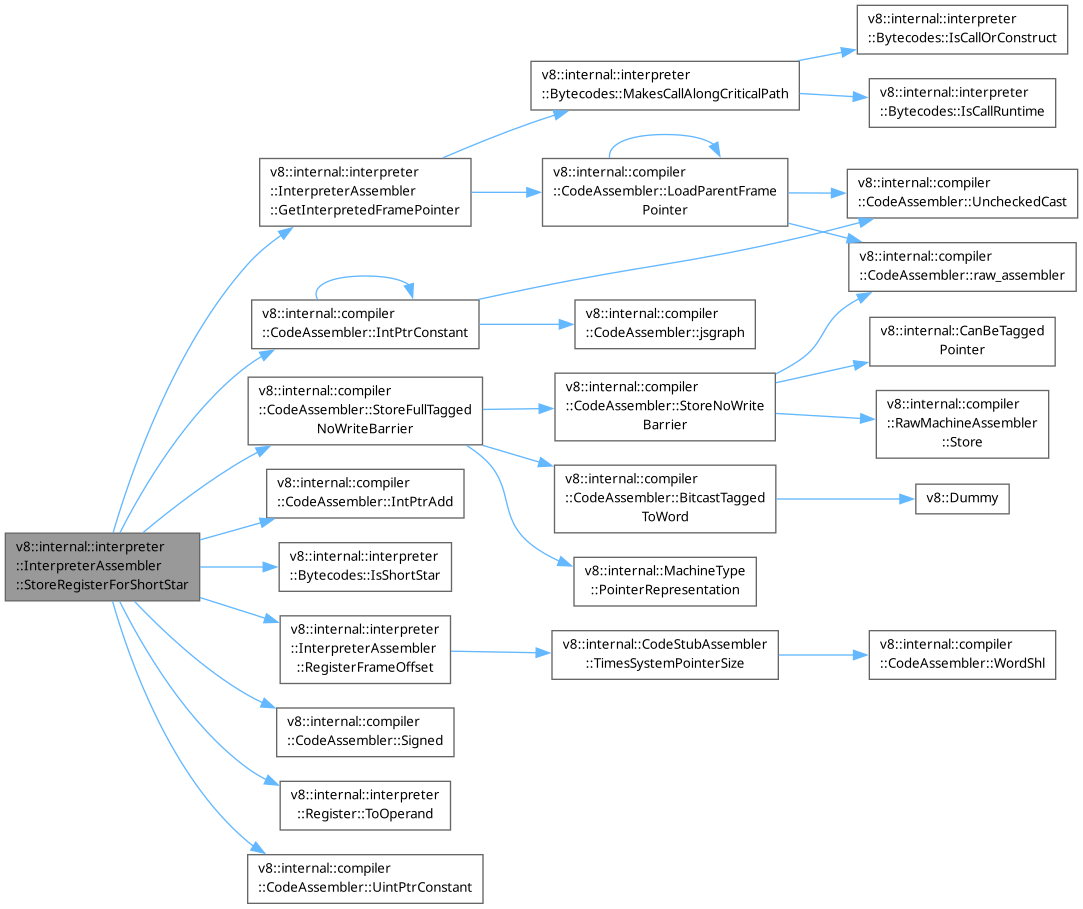 v8::internal::interpreter
::Bytecodes::IsCallOrConstruct
v8::internal::interpreter
::Bytecodes::MakesCallAlongCriticalPath
v8::internal::interpreter
::Bytecodes::IsCallRuntime
v8::internal::interpreter
::InterpreterAssembler
::GetInterpretedFramePointer
v8::internal::compiler
::CodeAssembler::LoadParentFrame
Pointer
v8::internal::compiler
::CodeAssembler::UncheckedCast
v8::internal::compiler
::CodeAssembler::raw_assembler
v8::internal::compiler
::CodeAssembler::IntPtrConstant
v8::internal::compiler
::CodeAssembler::jsgraph
v8::internal::CanBeTagged
Pointer
v8::internal::compiler
::CodeAssembler::StoreFullTagged
NoWriteBarrier
v8::internal::compiler
::CodeAssembler::StoreNoWrite
Barrier
v8::internal::compiler
::RawMachineAssembler
::Store
v8::internal::compiler
::CodeAssembler::IntPtrAdd
v8::internal::compiler
::CodeAssembler::BitcastTagged
ToWord
v8::Dummy
v8::internal::interpreter
::InterpreterAssembler
::StoreRegisterForShortStar
v8::internal::interpreter
::Bytecodes::IsShortStar
v8::internal::MachineType
::PointerRepresentation
v8::internal::interpreter
::InterpreterAssembler
::RegisterFrameOffset
v8::internal::CodeStubAssembler
::TimesSystemPointerSize
v8::internal::compiler
::CodeAssembler::WordShl
v8::internal::compiler
::CodeAssembler::Signed
v8::internal::interpreter
::Register::ToOperand
v8::internal::compiler
::CodeAssembler::UintPtrConstant